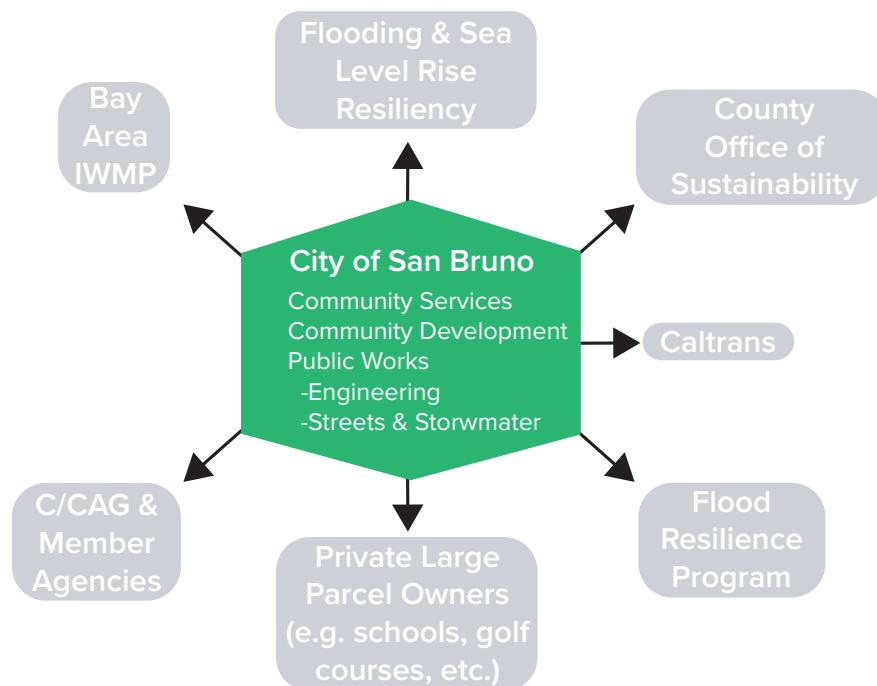 Flooding & Sea
Level Rise
Resiliency
Bay
Area
IWMP
County
Office of
Sustainability
City of San Bruno
Community Services
Community Development
Public Works
-Engineering
-Streets & Storwmater
Caltrans
C/CAG &
Member
Agencies
Private Large
Parcel Owners
(e.g. schools, golf
courses, etc.)
Flood
Resilience
Program